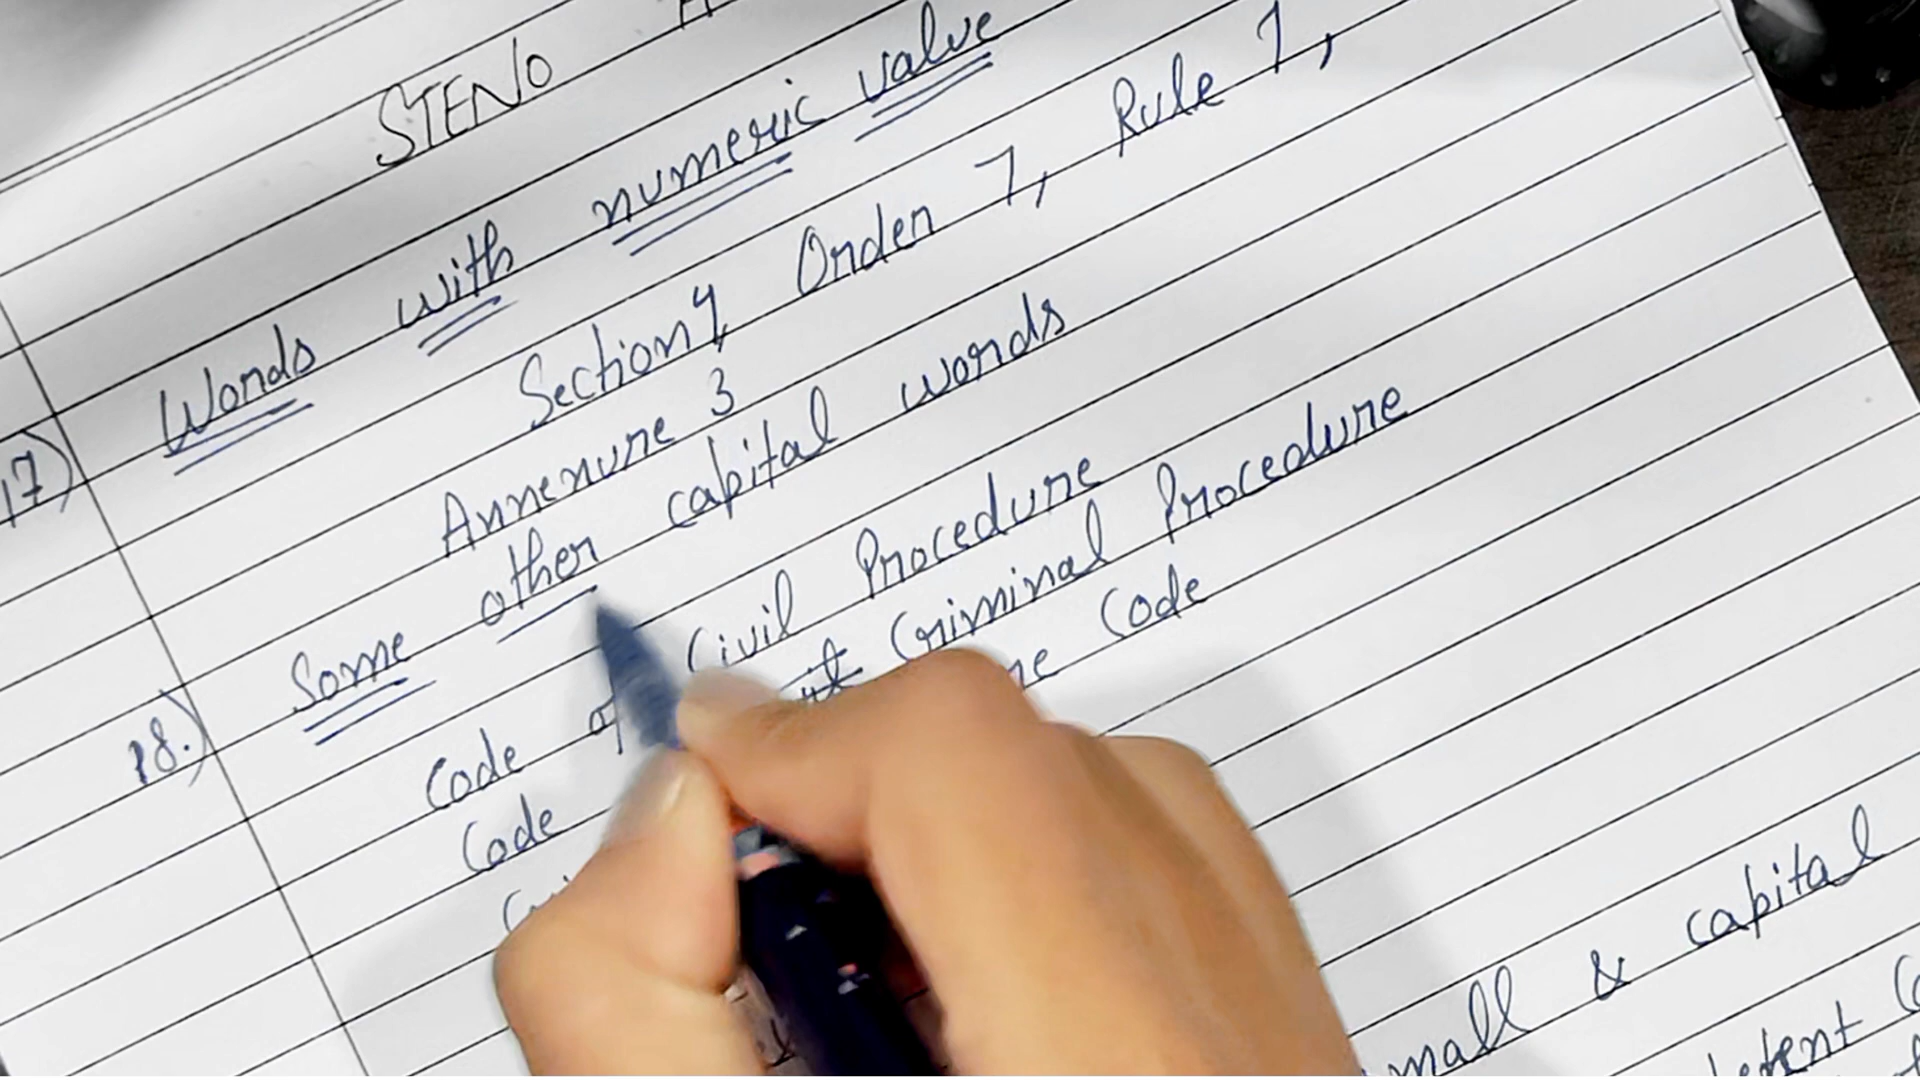 STENO
17) Words with numeric value
Section 4, Order 7, Rule 1,
Annexure 3
18.) Some other capital words
Code of Civil Procedure
Code Criminal Procedure
Code
small & capital